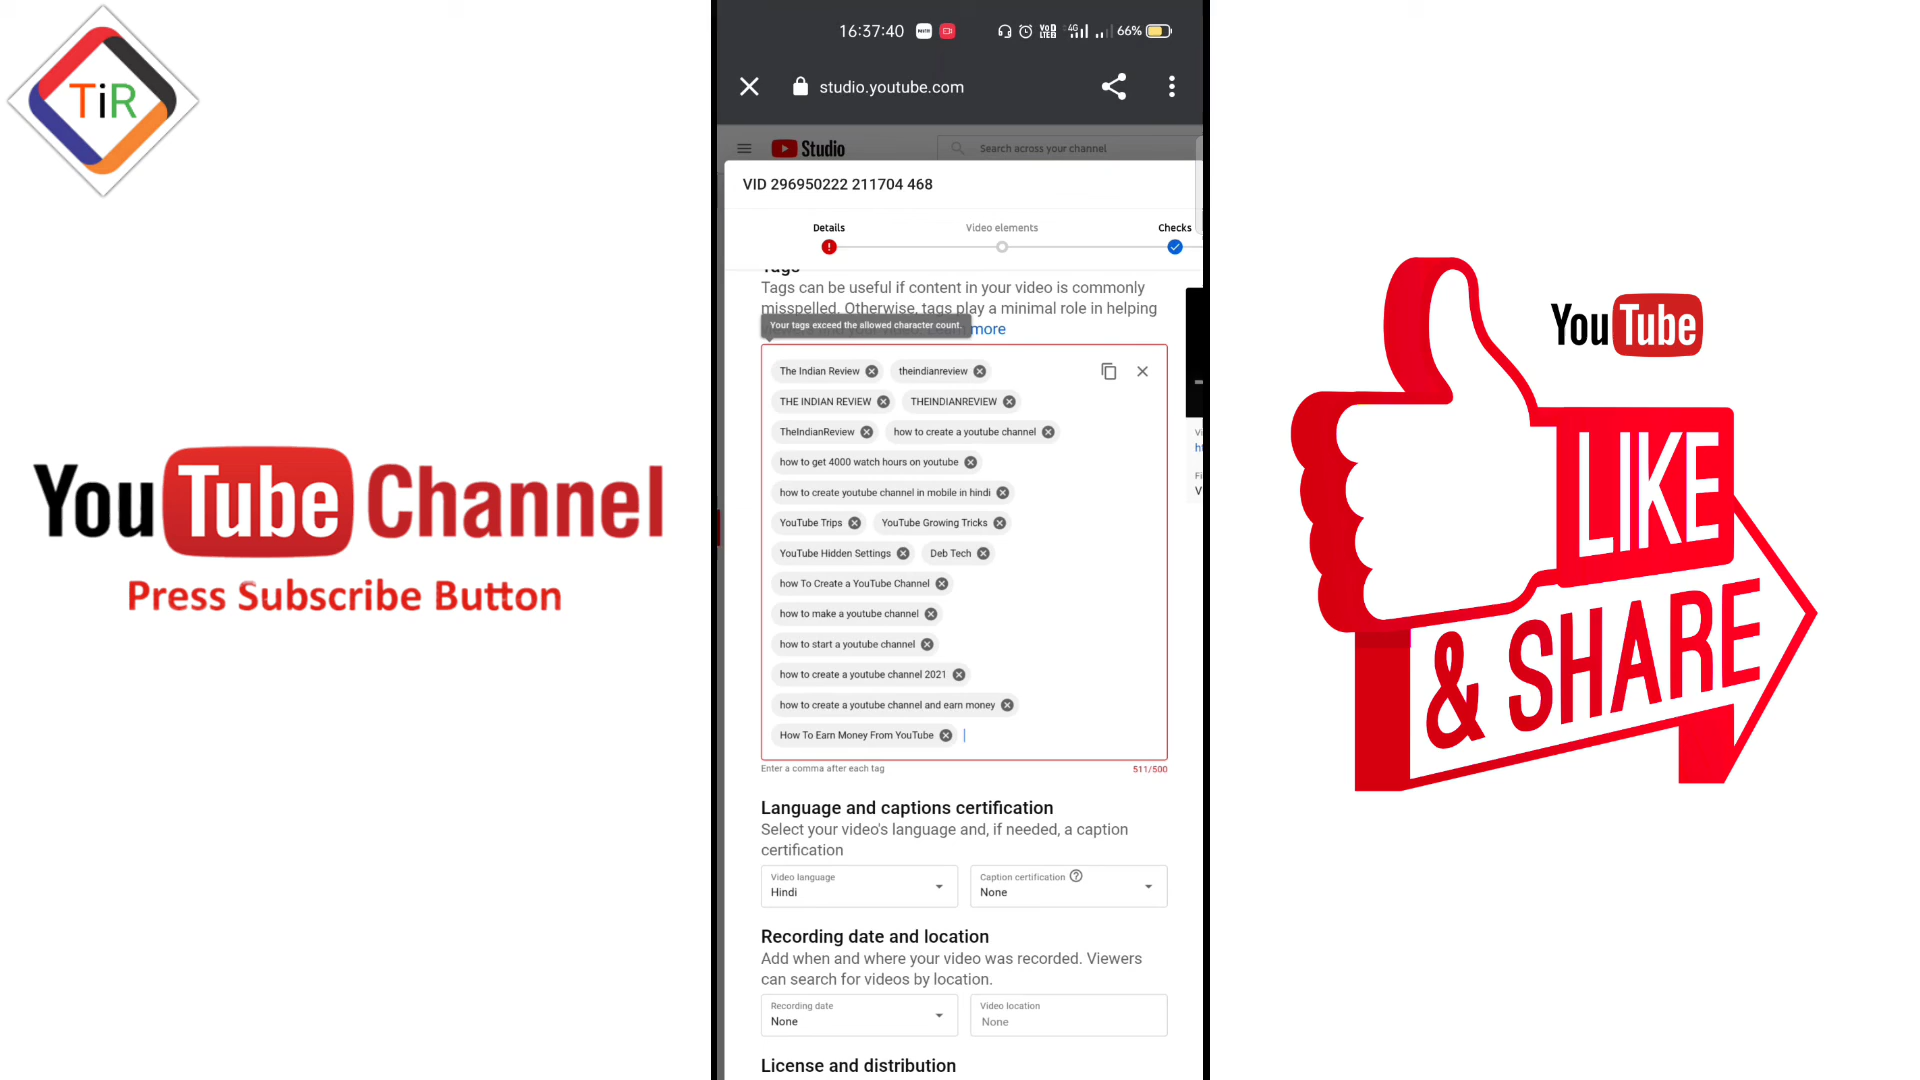 TiR
YouTube Channel
Press Subscribe Button
16:37:40
4G
66%
studio.youtube.com
Studio
Search across your channel
VID 296950222 211704 468
Details
Video elements
Checks
Tags
Tags can be useful if content in your video is commonly
misspelled. Otherwise, tags play a minimal role in helping
Your tags exceed the allowed character count.
more
The Indian Review
theindianreview
THE INDIAN REVIEW
THEINDIANREVIEW
TheIndianReview
how to create a youtube channel
how to get 4000 watch hours on youtube
how to create youtube channel in mobile in hindi
YouTube Trips
YouTube Growing Tricks
YouTube Hidden Settings
Deb Tech
how To Create a YouTube Channel
how to make a youtube channel
how to start a youtube channel
how to create a youtube channel 2021
how to create a youtube channel and earn money
How To Earn Money From YouTube
Enter a comma after each tag
511/500
Language and captions certification
Select your video's language and, if needed, a caption
certification
Video language
Hindi
Caption certification
None
Recording date and location
Add when and where your video was recorded. Viewers
can search for videos by location.
Recording date
None
Video location
None
License and distribution
YouTube
LIKE
& SHARE